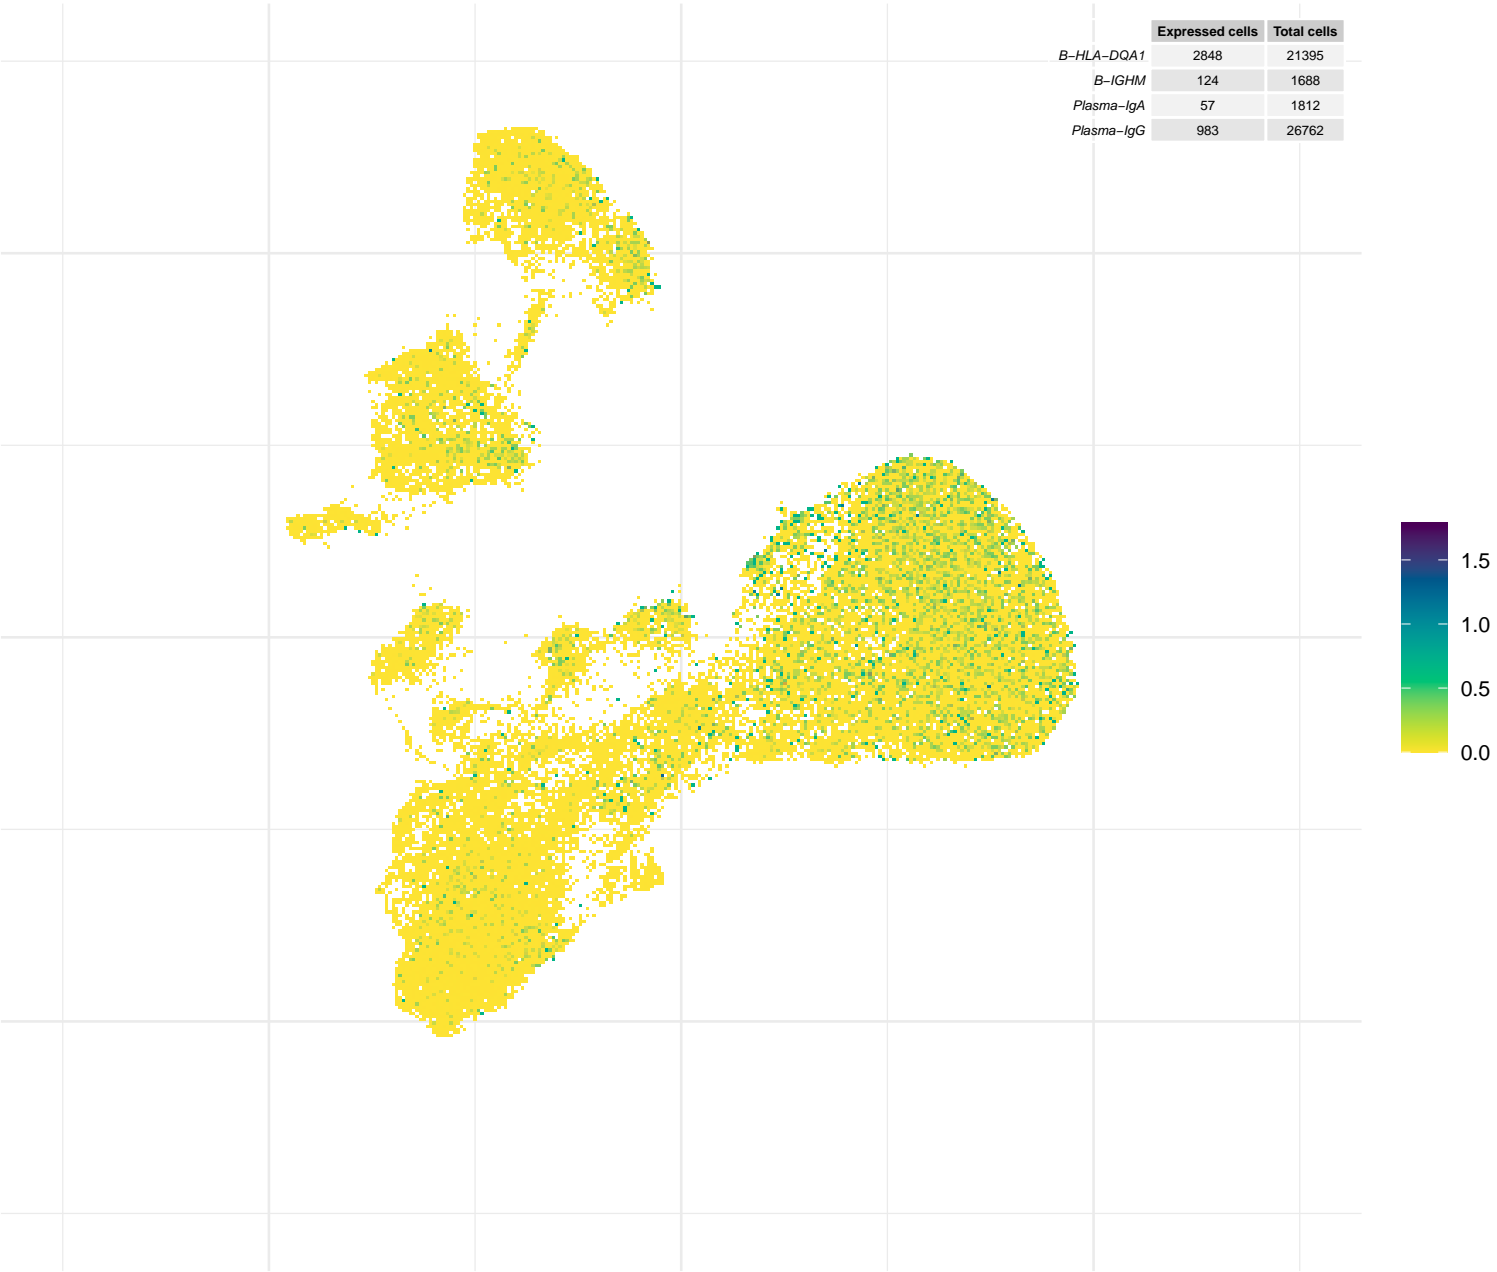 Expressed cells Total cells
B−HLA−DQA1 2848 21395
B−IGHM 124 1688
Plasma−IgA 57 1812
Plasma−IgG 983 26762
1.5
1.0
0.5
0.0